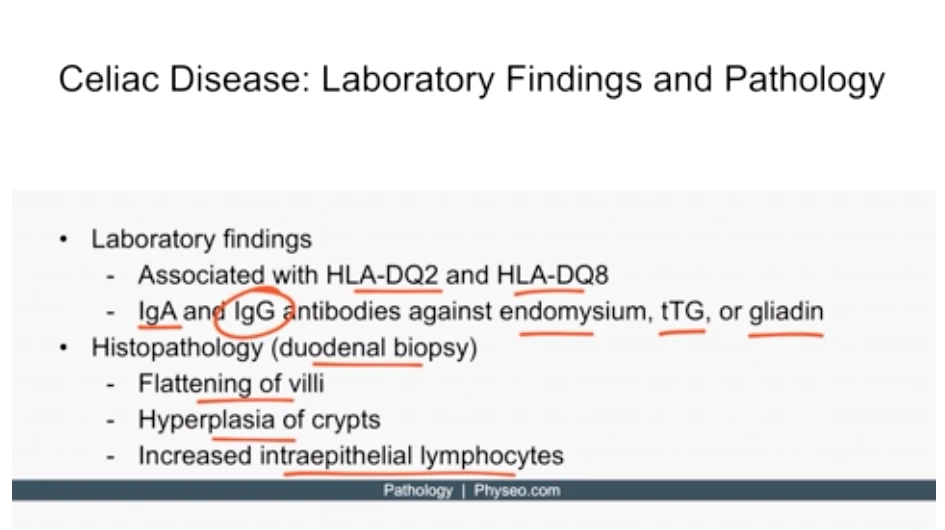 Celiac Disease: Laboratory Findings and Pathology
• Laboratory findings
- Associated with HLA-DQ2 and HLA-DQ8
- IgA and IgG antibodies against endomysium, tTG, or gliadin
• Histopathology (duodenal biopsy)
- Flattening of villi
- Hyperplasia of crypts
- Increased intraepithelial lymphocytes
Pathology | Physeo.com